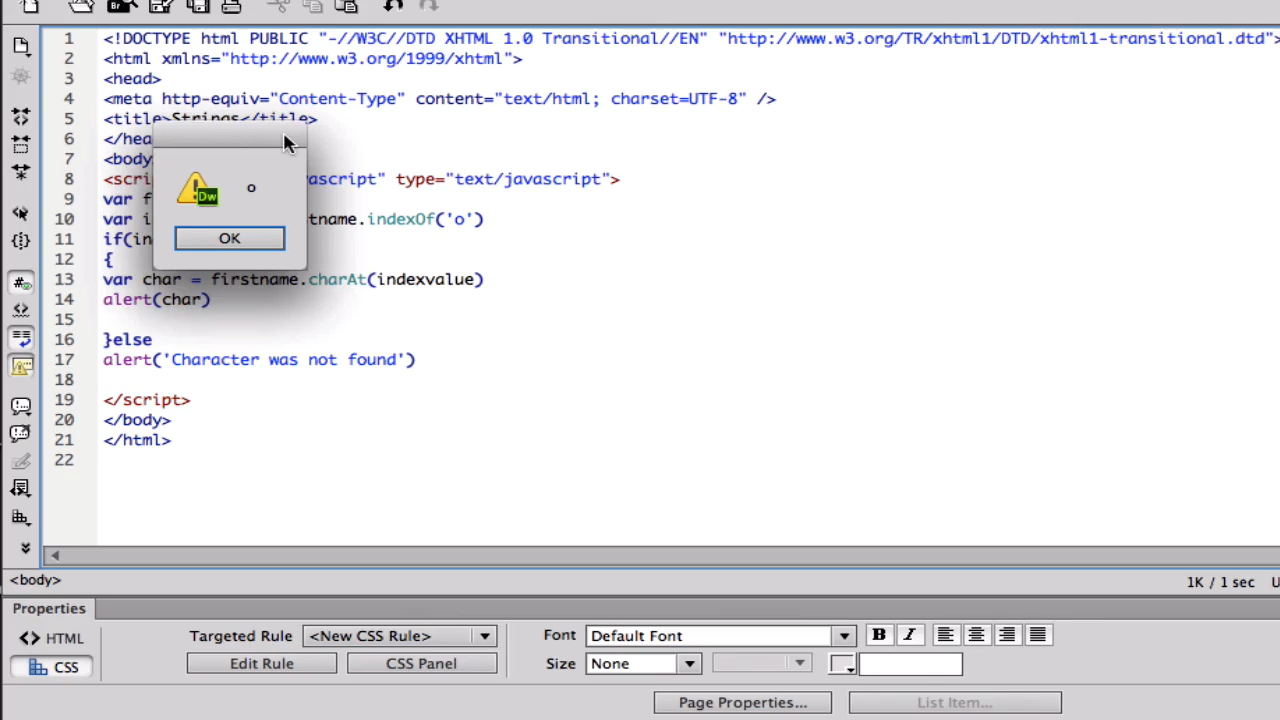 Br
1 <!DOCTYPE html PUBLIC "-//W3C//DTD XHTML 1.0 Transitional//EN" "http://www.w3.org/TR/xhtml1/DTD/xhtml1-transitional.dtd">
2 <html xmlns="http://www.w3.org/1999/xhtml">
3 <head>
4 <meta http-equiv="Content-Type" content="text/html; charset=UTF-8" />
5 <title>Strings</title>
6 </hea
7 <body
8 <scri ascript" type="text/javascript">
9 var f
10 var i tname.indexOf('o')
11 if(in
12 {
13 var char = firstname.charAt(indexvalue)
14 alert(char)
15
16 }else
17 alert('Character was not found')
18
19 </script>
20 </body>
21 </html>
22
Dw
o
OK
<body>
1K / 1 sec U
Properties
<> HTML
CSS
Targeted Rule <New CSS Rule>
Edit Rule CSS Panel
Font Default Font B I
Size None
Page Properties... List Item...